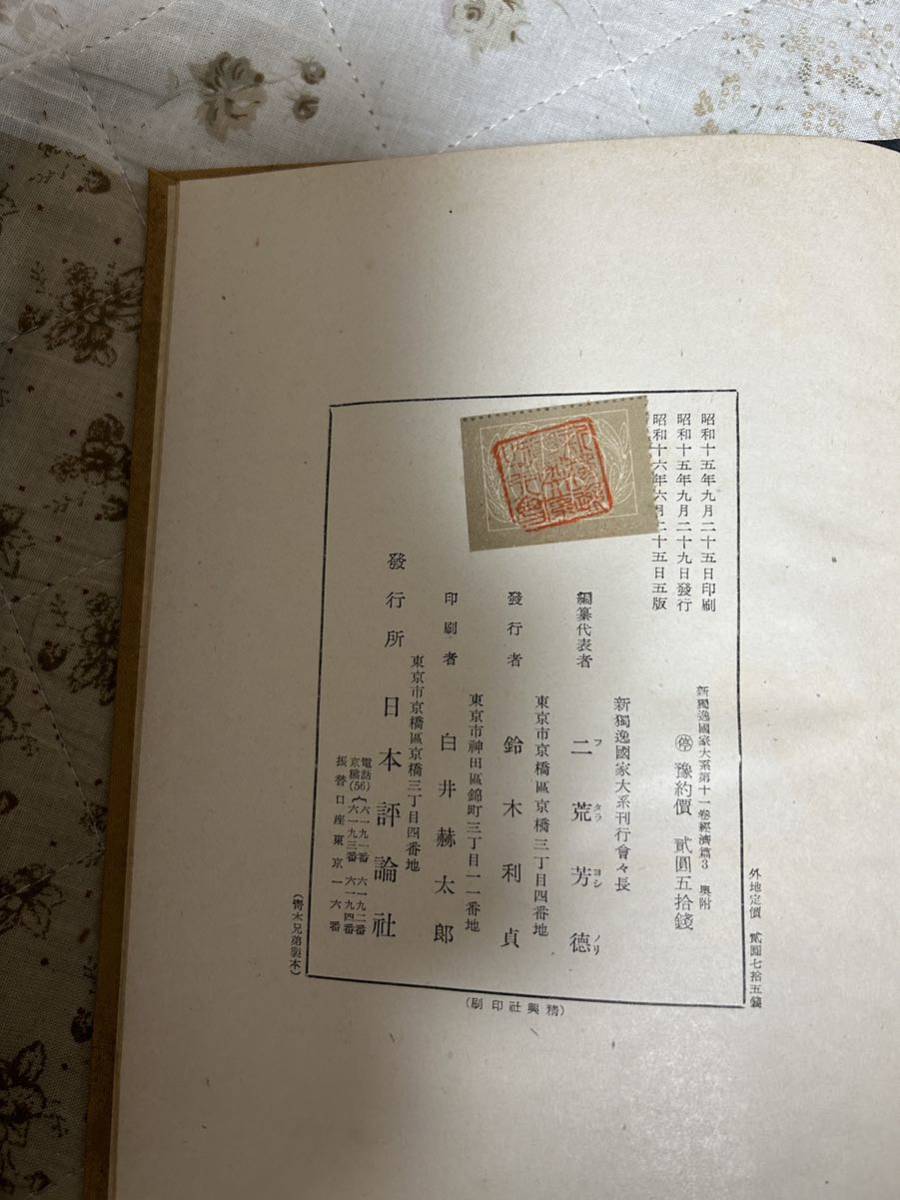 昭和十五年九月二十五日印刷
昭和十五年九月二十九日發行
昭和十六年六月二十五日五版
新獨逸國家大系第十一卷經濟篇3 奥附
㊡ 豫約價 貳圓五拾錢
外地定價 貳圓七拾五錢
新獨逸國家大系刊行會々長
編纂代表者 二荒芳德
フタラ ヨシノリ
東京市京橋區京橋三丁目四番地
發行者 鈴木利貞
東京市神田區錦町三丁目一一番地
印刷者 白井赫太郎
東京市京橋區京橋三丁目四番地
發行所 日本評論社
電話京橋(56){六一九一番 六一九二番
六一九三番 六一九四番
振替口座東京一六番
(精興社印刷)
(青木兄弟製本)